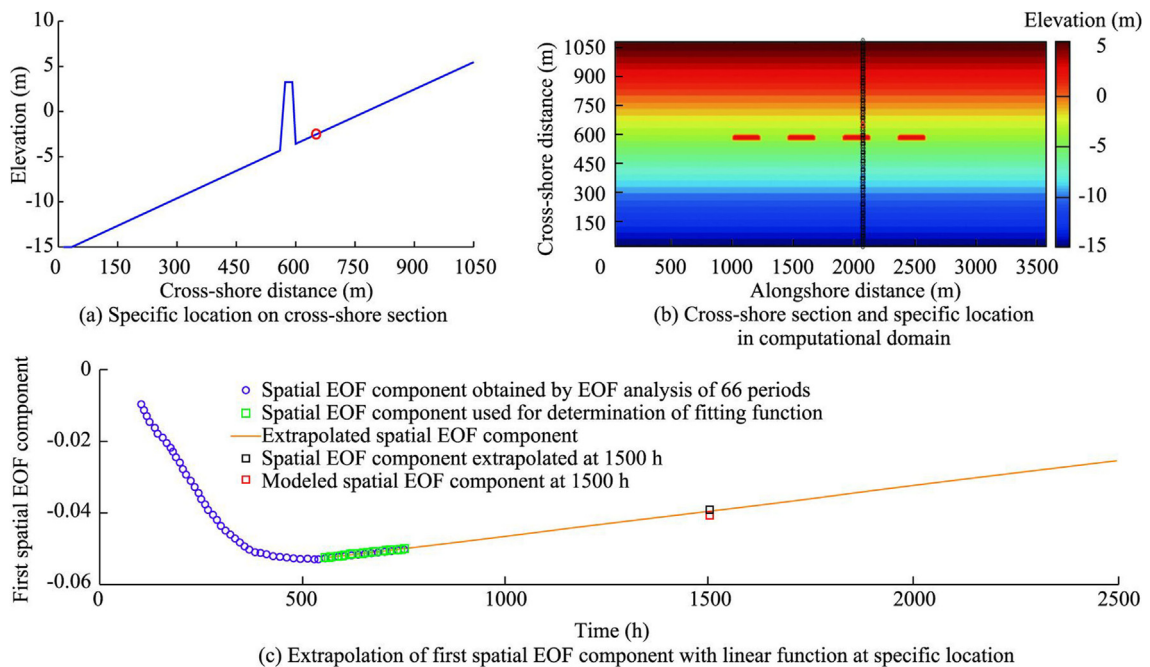 10
5
0
-5
-10
-15
Elevation (m)
0 150 300 450 600 750 900 1050
Cross-shore distance (m)
(a) Specific location on cross-shore section
Elevation (m)
1050
900
750
600
450
300
150
Cross-shore distance (m)
5
0
-5
-10
-15
0 500 1000 1500 2000 2500 3000 3500
Alongshore distance (m)
(b) Cross-shore section and specific location
in computational domain
First spatial EOF component
-0
-0.02
-0.04
-0.06
Spatial EOF component obtained by EOF analysis of 66 periods
Spatial EOF component used for determination of fitting function
Extrapolated spatial EOF component
Spatial EOF component extrapolated at 1500 h
Modeled spatial EOF component at 1500 h
0 500 1000 1500 2000 2500
Time (h)
(c) Extrapolation of first spatial EOF component with linear function at specific location